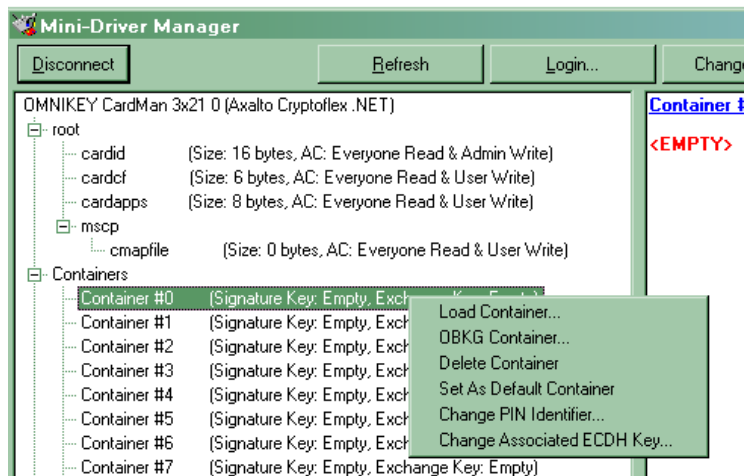 Mini-Driver Manager
Disconnect Refresh Login... Change
OMNIKEY CardMan 3x21 0 (Axalto Cryptoflex .NET)
Container #
<EMPTY>
root
cardid (Size: 16 bytes, AC: Everyone Read & Admin Write)
cardcf (Size: 6 bytes, AC: Everyone Read & User Write)
cardapps (Size: 8 bytes, AC: Everyone Read & User Write)
mscp
cmapfile (Size: 0 bytes, AC: Everyone Read & User Write)
Containers
Container #0 (Signature Key: Empty, Exchange Key: Empty)
Container #1 (Signature Key: Empty, Exch
Container #2 (Signature Key: Empty, Exch
Container #3 (Signature Key: Empty, Exch
Container #4 (Signature Key: Empty, Exch
Container #5 (Signature Key: Empty, Exch
Container #6 (Signature Key: Empty, Exch
Container #7 (Signature Key: Empty, Exchange Key: Empty)
Load Container...
OBKG Container...
Delete Container
Set As Default Container
Change PIN Identifier...
Change Associated ECDH Key...